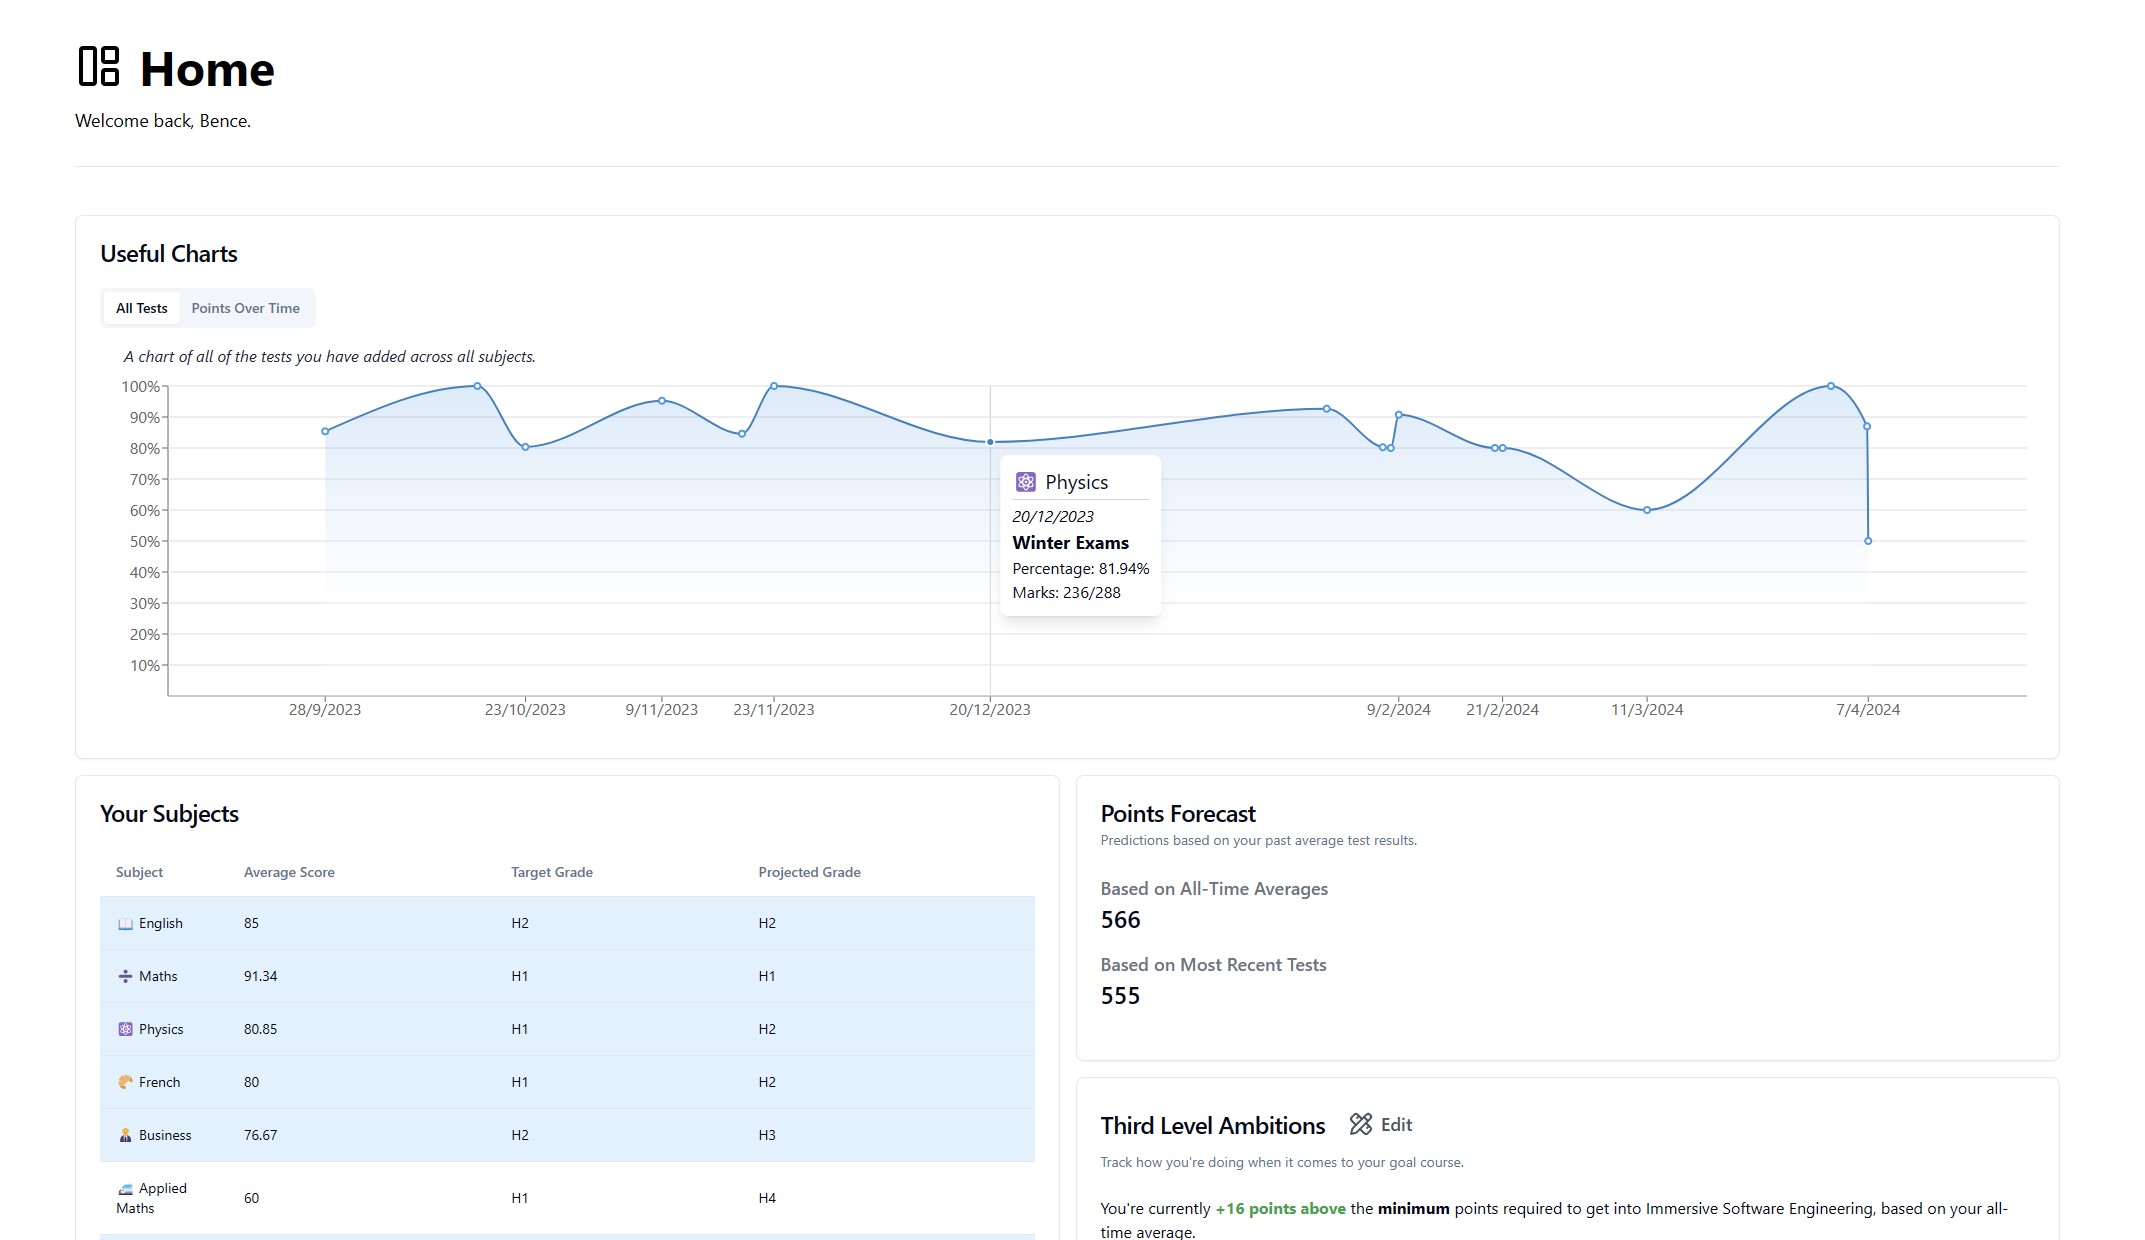 Home
Welcome back, Bence.
Useful Charts
All Tests
Points Over Time
A chart of all of the tests you have added across all subjects.
100%
90%
80%
70%
60%
50%
40%
30%
20%
10%
Physics
20/12/2023
Winter Exams
Percentage: 81.94%
Marks: 236/288
28/9/2023
23/10/2023
9/11/2023
23/11/2023
20/12/2023
9/2/2024
21/2/2024
11/3/2024
7/4/2024
Your Subjects
Subject Average Score Target Grade Projected Grade
English 85 H2 H2
Maths 91.34 H1 H1
Physics 80.85 H1 H2
French 80 H1 H2
Business 76.67 H2 H3
Applied
Maths 60 H1 H4
Points Forecast
Predictions based on your past average test results.
Based on All-Time Averages
566
Based on Most Recent Tests
555
Third Level Ambitions
Edit
Track how you're doing when it comes to your goal course.
You're currently +16 points above the minimum points required to get into Immersive Software Engineering, based on your all-
time average.